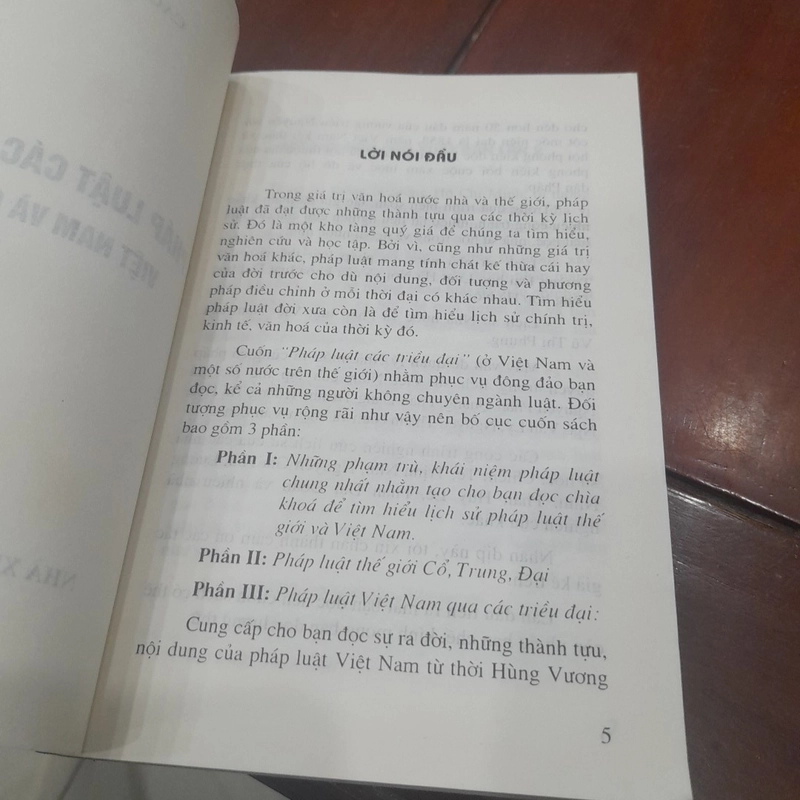 PHÁP LUẬT CÁC
VIỆT NAM VÀ
NHA X
LỜI NÓI ĐẦU
Trong giá trị văn hoá nước nhà và thế giới, pháp
luật đã đạt được những thành tựu qua các thời kỳ lịch
sử. Đó là một kho tàng quý giá để chúng ta tìm hiểu,
nghiên cứu và học tập. Bởi vì, cũng như những giá trị
văn hoá khác, pháp luật mang tính chất kế thừa cái hay
của đời trước cho dù nội dung, đối tượng và phương
pháp điều chỉnh ở mỗi thời đại có khác nhau. Tìm hiểu
pháp luật đời xưa còn là để tìm hiểu lịch sử chính trị,
kinh tế, văn hoá của thời kỳ đó.
Cuốn "Pháp luật các triều đại" (ở Việt Nam và
một số nước trên thế giới) nhằm phục vụ đông đảo bạn
đọc, kể cả những người không chuyên ngành luật. Đối
tượng phục vụ rộng rãi như vậy nên bố cục cuốn sách
bao gồm 3 phần:
Phần I: Những phạm trù, khái niệm pháp luật
chung nhất nhằm tạo cho bạn đọc chìa
khoá để tìm hiểu lịch sử pháp luật thế
giới và Việt Nam.
Phần II: Pháp luật thế giới Cổ, Trung, Đại
Phần III: Pháp luật Việt Nam qua các triều đại:
Cung cấp cho bạn đọc sự ra đời, những thành tựu,
nội dung của pháp luật Việt Nam từ thời Hùng Vương
5